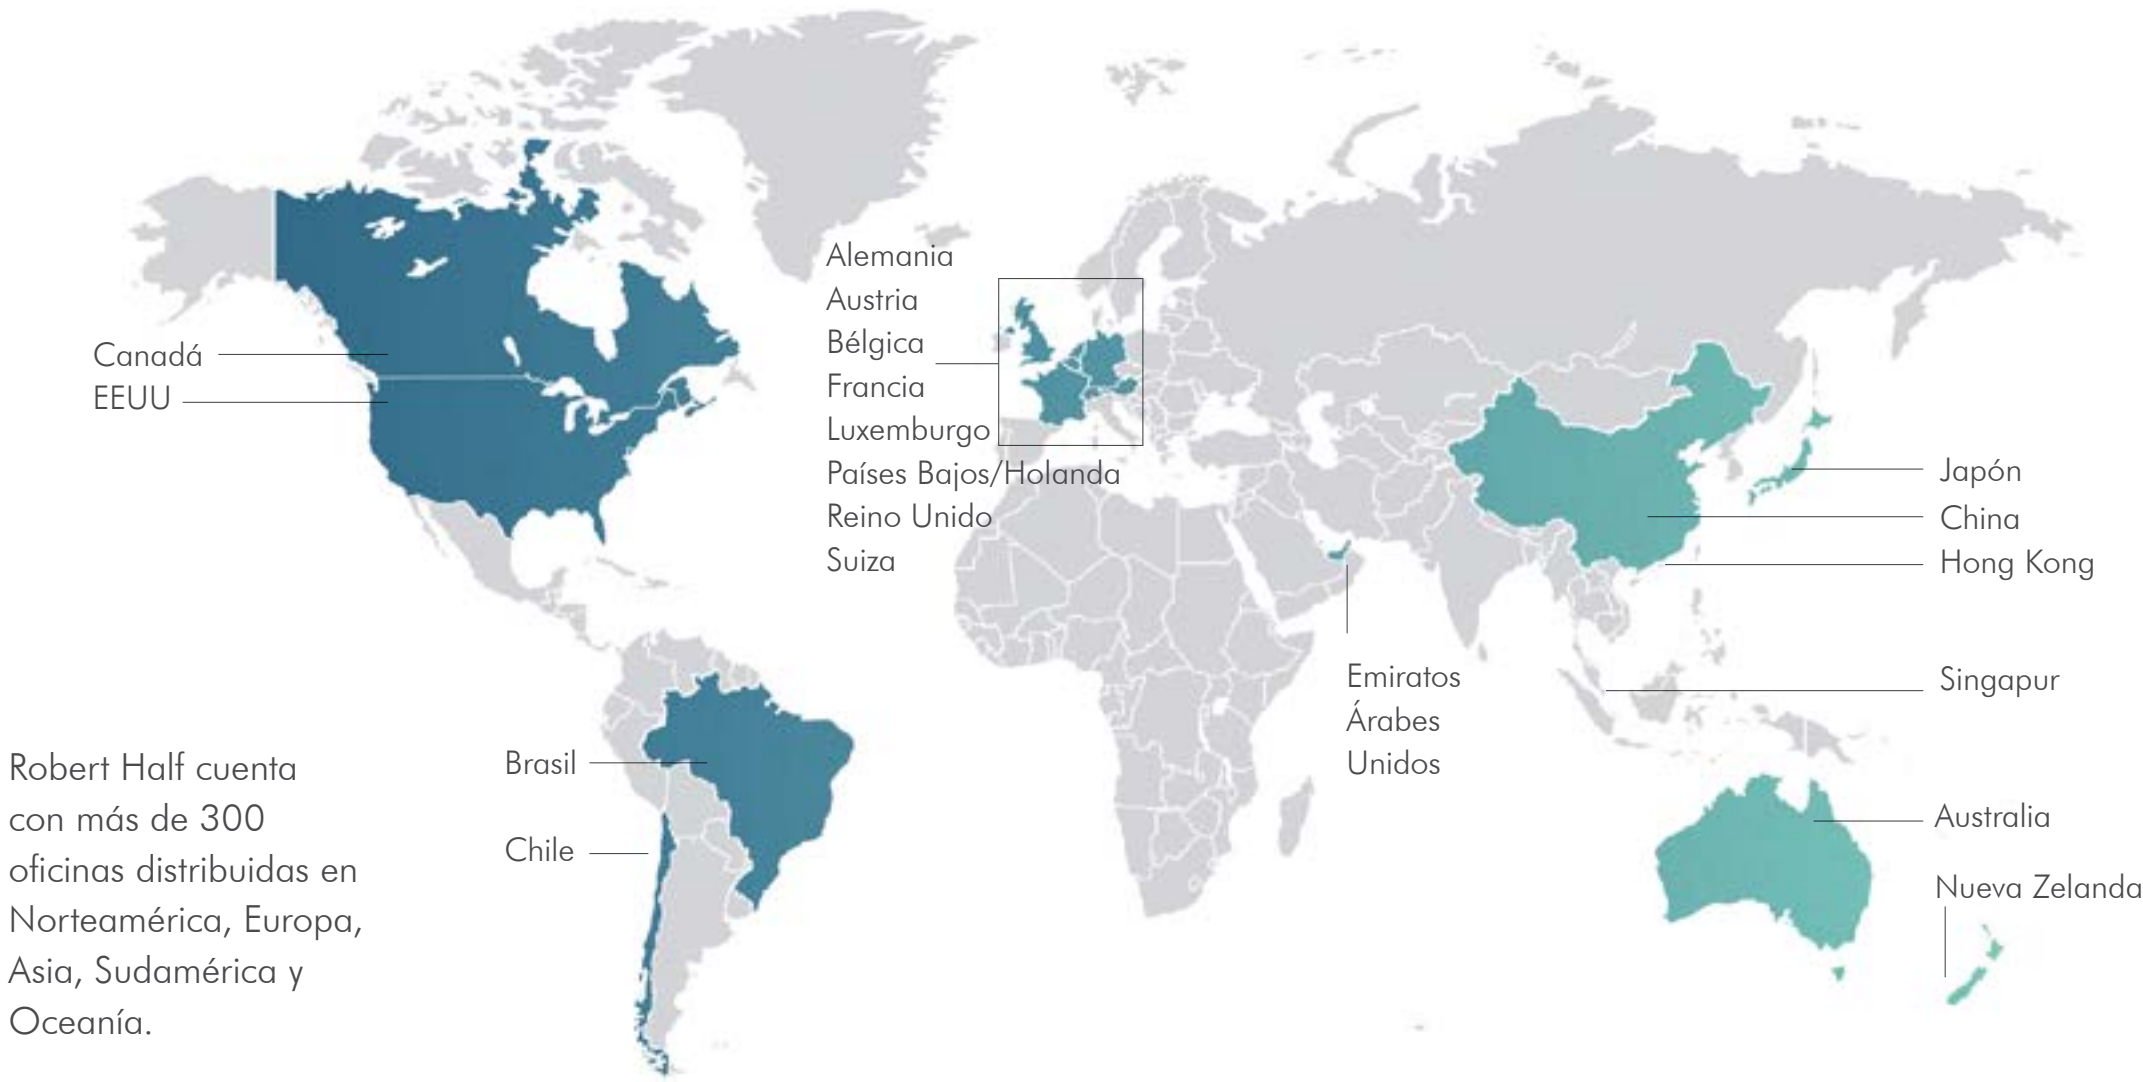 Canadá
EEUU
Alemania
Austria
Bélgica
Francia
Luxemburgo
Países Bajos/Holanda
Reino Unido
Suiza
Japón
China
Hong Kong
Singapur
Emiratos
Árabes
Unidos
Brasil
Chile
Australia
Nueva Zelanda
Robert Half cuenta
con más de 300
oficinas distribuidas en
Norteamérica, Europa,
Asia, Sudamérica y
Oceanía.